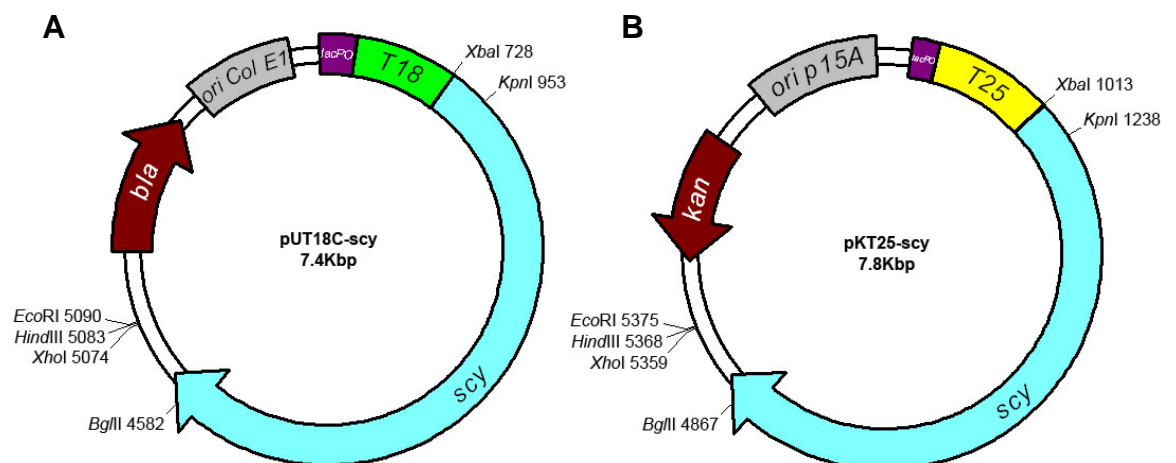 A
ori Col E1
lacPO
T18
XbaI 728
KpnI 953
bla
pUT18C-scy
7.4Kbp
EcoRI 5090
HindIII 5083
XhoI 5074
BglII 4582
scy
B
ori p15A
lacPO
T25
XbaI 1013
KpnI 1238
kan
pKT25-scy
7.8Kbp
EcoRI 5375
HindIII 5368
XhoI 5359
BglII 4867
scy